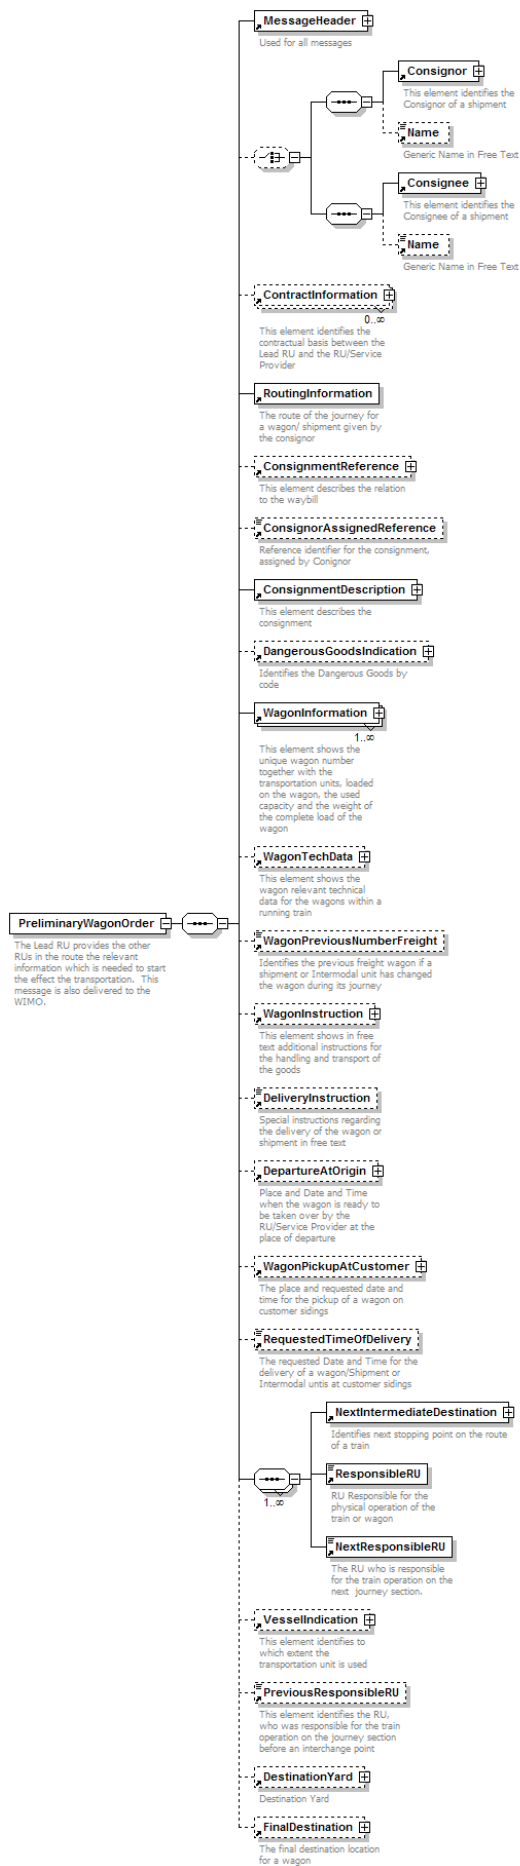 MessageHeader
Used for all messages
Consignor
This element identifies the
Consignor of a shipment
Name
Generic Name in Free Text
Consignee
This element identifies the
Consignee of a shipment
Name
Generic Name in Free Text
ContractInformation
0..∞
This element identifies the
contractual basis between the
Lead RU and the RU/Service
Provider
RoutingInformation
The route of the journey for
a wagon/ shipment given by
the consignor
ConsignmentReference
This element describes the relation
to the waybill
ConsignorAssignedReference
Reference identifier for the consignment,
assigned by Conignor
ConsignmentDescription
This element describes the
consignment
DangerousGoodsIndication
Identifies the Dangerous Goods by
code
WagonInformation
1..∞
This element shows the
unique wagon number
together with the
transportation units, loaded
on the wagon, the used
capacity and the weight of
the complete load of the
wagon
WagonTechData
This element shows the
wagon relevant technical
data for the wagons within a
running train
PreliminaryWagonOrder
The Lead RU provides the other
RUs in the route the relevant
information which is needed to start
the effect the transportation. This
message is also delivered to the
WIMO.
WagonPreviousNumberFreight
Identifies the previous freight wagon if a
shipment or Intermodal unit has changed
the wagon during its journey
WagonInstruction
This element shows in free
text additional instructions for
the handling and transport of
the goods
DeliveryInstruction
Special instructions regarding
the delivery of the wagon or
shipment in free text
DepartureAtOrigin
Place and Date and Time
when the wagon is ready to
be taken over by the
RU/Service Provider at the
place of departure
WagonPickupAtCustomer
The place and requested date and
time for the pickup of a wagon on
customer sidings
RequestedTimeOfDelivery
The requested Date and Time for the
delivery of a wagon/Shipment or
Intermodal untis at customer sidings
NextIntermediateDestination
Identifies next stopping point on the route
of a train
1..∞
ResponsibleRU
RU Responsible for the
physical operation of the
train or wagon
NextResponsibleRU
The RU who is responsible
for the train operation on the
next journey section.
VesselIndication
This element identifies to
which extent the
transportation unit is used
PreviousResponsibleRU
This element identifies the RU,
who was responsible for the train
operation on the journey section
before an interchange point
DestinationYard
Destination Yard
FinalDestination
The final destination location
for a wagon